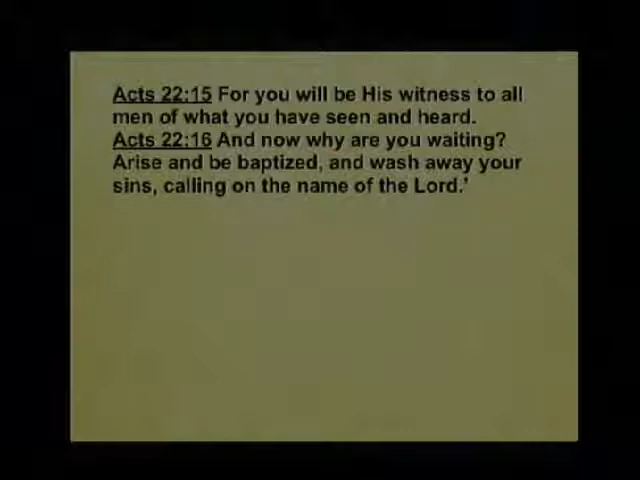 Acts 22:15 For you will be His witness to all
men of what you have seen and heard.
Acts 22:16 And now why are you waiting?
Arise and be baptized, and wash away your
sins, calling on the name of the Lord.’